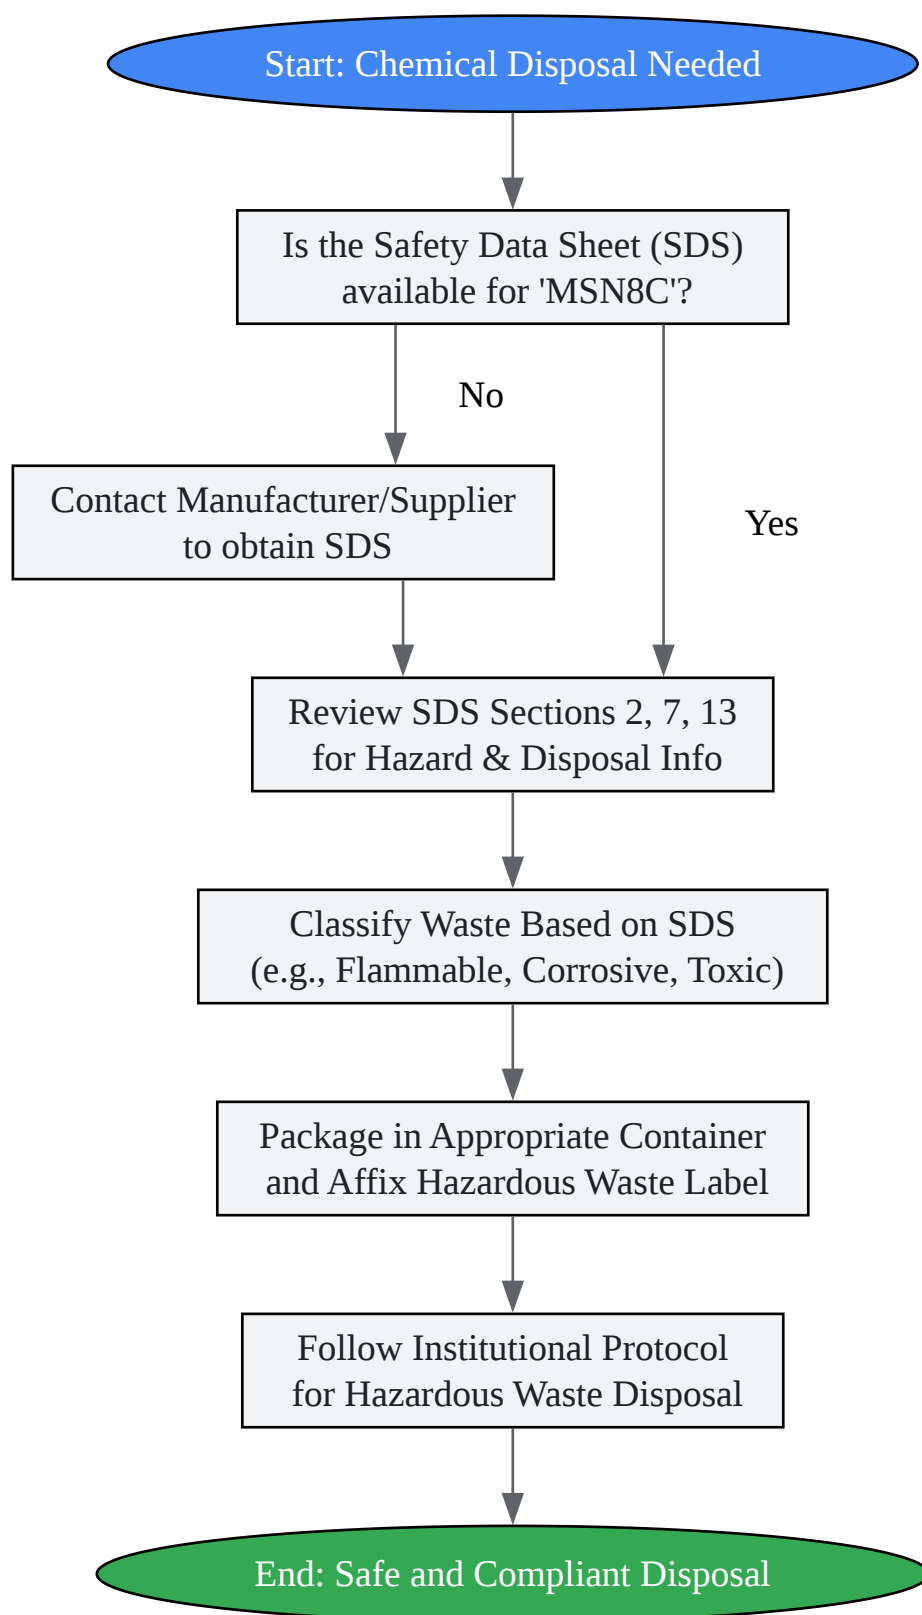 Start: Chemical Disposal Needed
Is the Safety Data Sheet (SDS)
available for 'MSN8C'?
No
Contact Manufacturer/Supplier
to obtain SDS
Yes
Review SDS Sections 2, 7, 13
for Hazard & Disposal Info
Classify Waste Based on SDS
(e.g., Flammable, Corrosive, Toxic)
Package in Appropriate Container
and Affix Hazardous Waste Label
Follow Institutional Protocol
for Hazardous Waste Disposal
End: Safe and Compliant Disposal